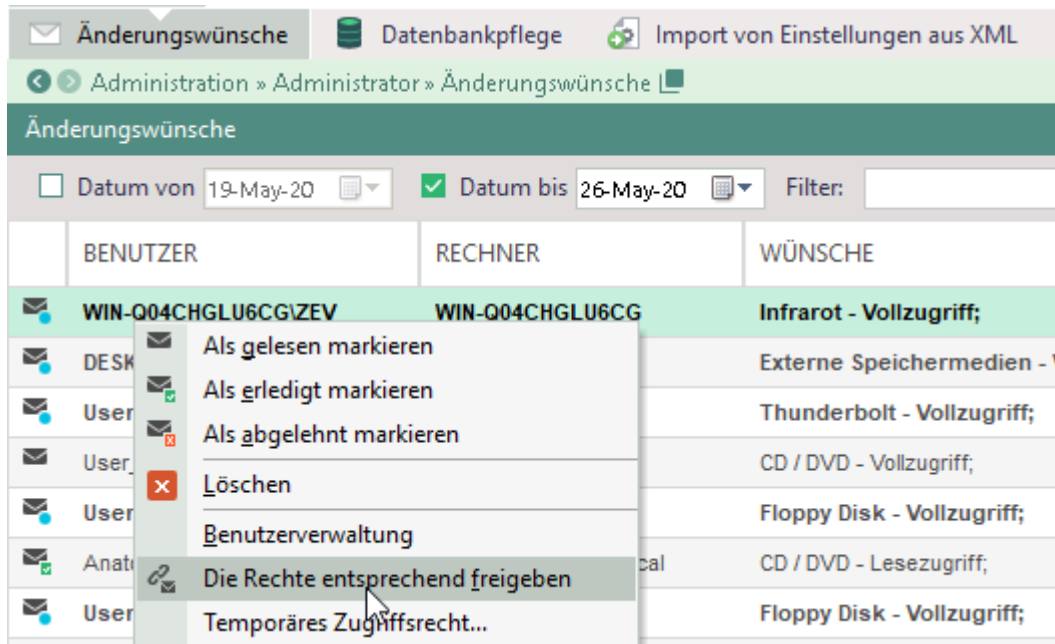 Änderungswünsche Datenbankpflege Import von Einstellungen aus XML
Administration » Administrator » Änderungswünsche
Änderungswünsche
Datum von 19-May-20 Datum bis 26-May-20 Filter:
BENUTZER RECHNER WÜNSCHE
WIN-Q04CHGLU6CG\ZEV WIN-Q04CHGLU6CG Infrarot - Vollzugriff;
Als gelesen markieren
DESK Externe Speichermedien -
Als erledigt markieren
User Thunderbolt - Vollzugriff;
Als abgelehnt markieren
User_ CD / DVD - Vollzugriff;
Löschen
User Floppy Disk - Vollzugriff;
Benutzerverwaltung
Anato cal CD / DVD - Lesezugriff;
Die Rechte entsprechend freigeben
User Floppy Disk - Vollzugriff;
Temporäres Zugriffsrecht...